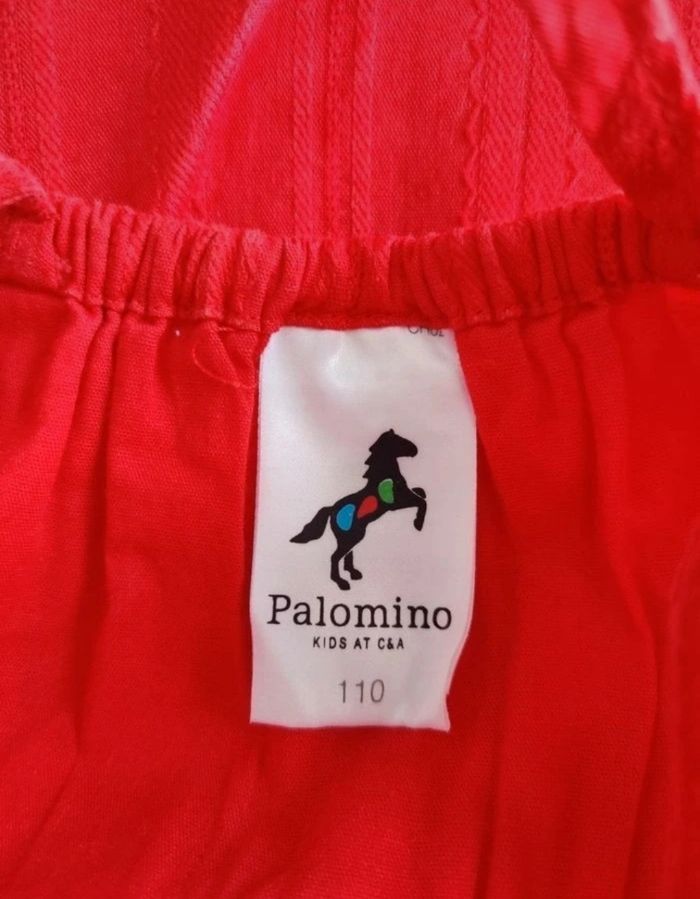 Palomino
KIDS AT C&A
110